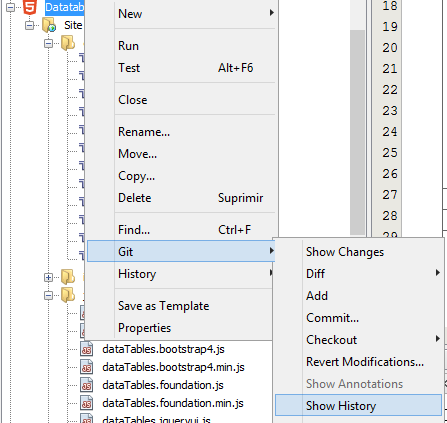 Datatab
Site
New
Run
Test Alt+F6
Close
Rename...
Move...
Copy...
Delete Suprimir
Find... Ctrl+F
Git
History
Save as Template
Properties
Show Changes
Diff
Add
Commit...
Checkout
Revert Modifications...
Show Annotations
Show History
dataTables.bootstrap4.js
dataTables.bootstrap4.min.js
dataTables.foundation.js
dataTables.foundation.min.js
dataTables.jqueryui.js
18
19
20
21
22
23
24
25
26
27
28
29